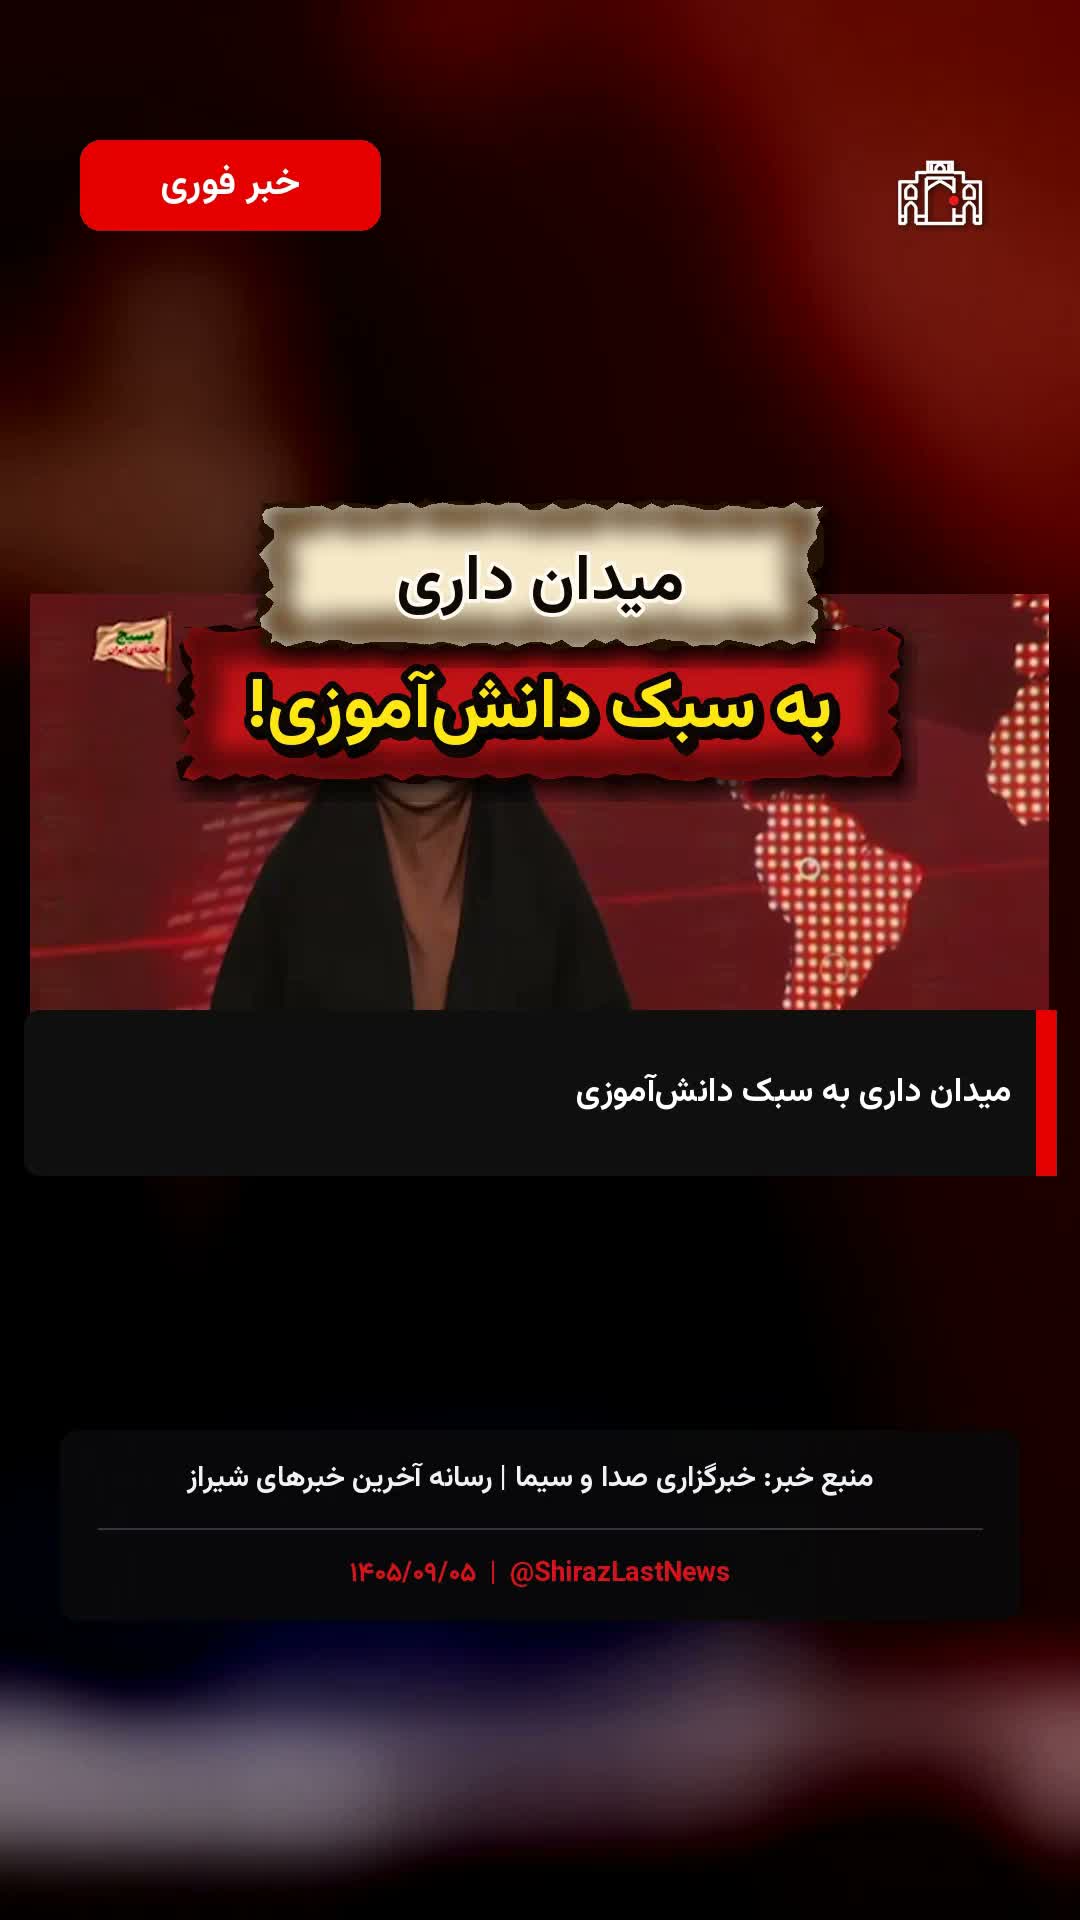 خبر فوری
میدان داری
بسیج
به سبک دانش‌آموزی!
میدان داری به سبک دانش‌آموزی
منبع خبر: خبرگزاری صدا و سیما | رسانه آخرین خبرهای شیراز
۱۴۰۵/۰۹/۰۵ | @ShirazLastNews